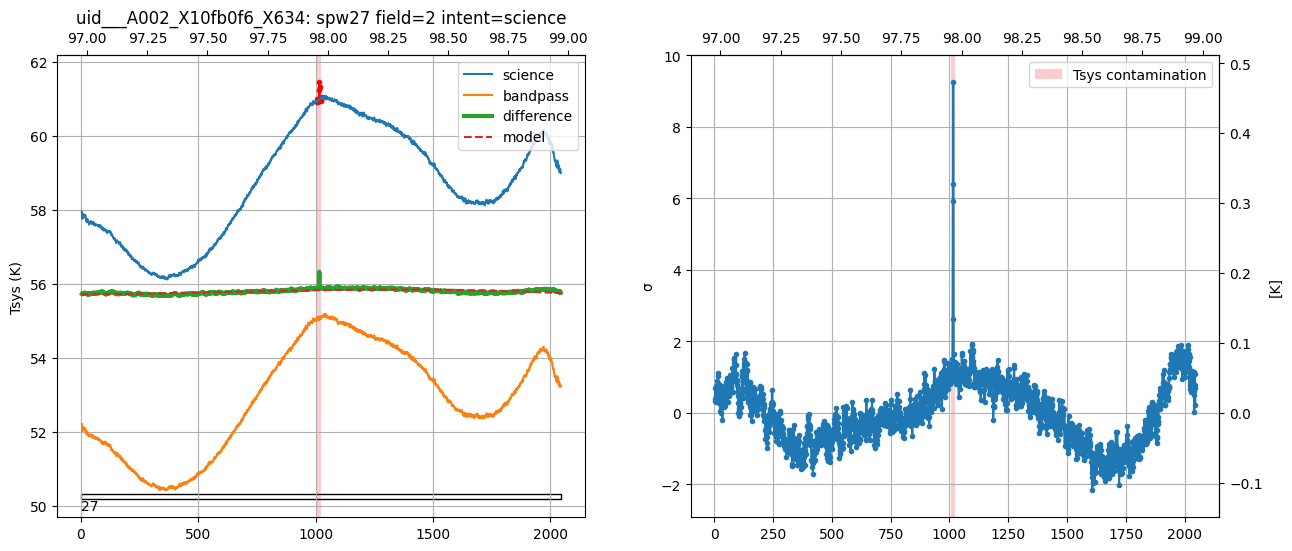 uid___A002_X10fb0f6_X634: spw27 field=2 intent=science
97.00 97.25 97.50 97.75 98.00 98.25 98.50 98.75 99.00
62
60
58
56
54
52
50
Tsys (K)
science
bandpass
difference
model
27
0 500 1000 1500 2000
97.00 97.25 97.50 97.75 98.00 98.25 98.50 98.75 99.00
10
8
6
4
2
0
−2
σ
Tsys contamination
0.5
0.4
0.3
0.2
0.1
0.0
−0.1
[K]
0 250 500 750 1000 1250 1500 1750 2000